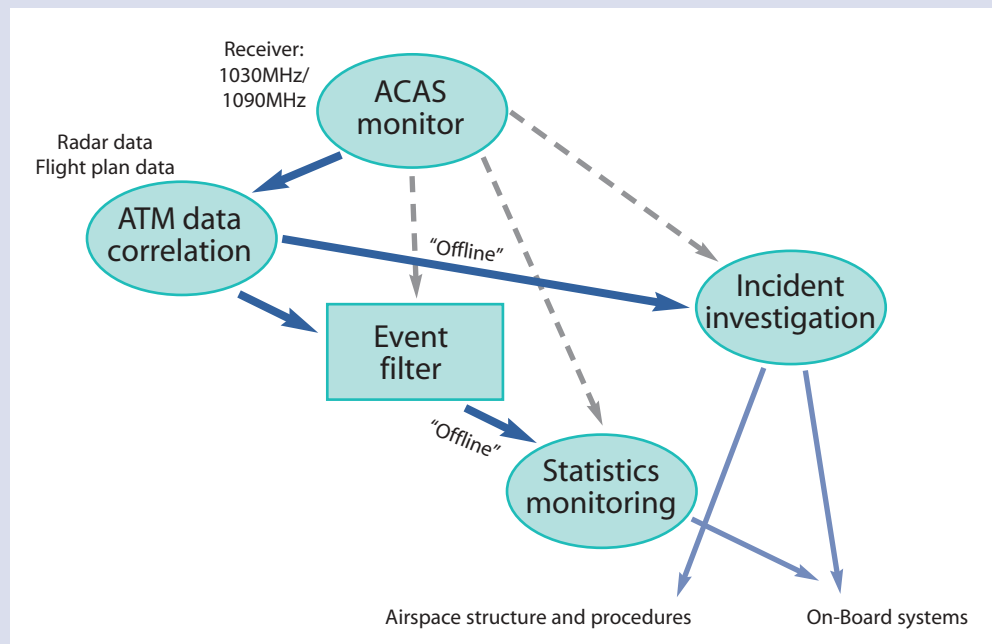 Receiver:
1030MHz/
1090MHz
ACAS
monitor
Radar data
Flight plan data
ATM data
correlation
"Offline"
Incident
investigation
Event
filter
"Offline"
Statistics
monitoring
Airspace structure and procedures
On-Board systems